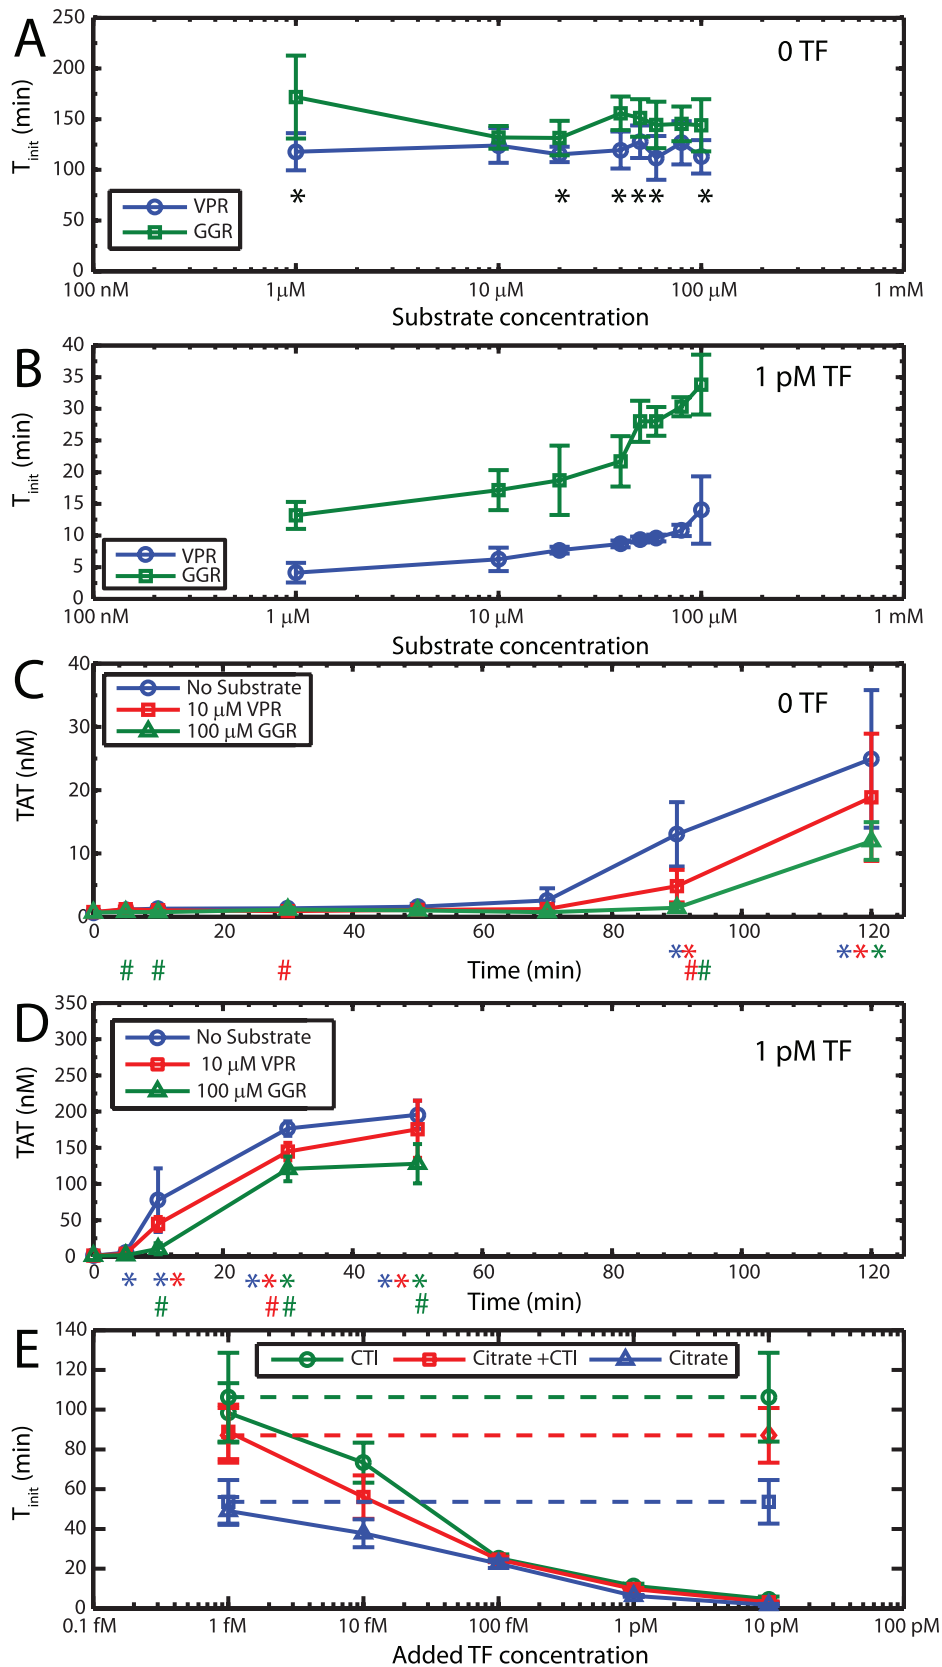 A
0 TF
250
200
150
100
50
0
T_init (min)
* * * * * *
VPR
GGR
100 nM 1μM 10 μM 100 μM 1 mM
Substrate concentration
B
1 pM TF
40
35
30
25
20
15
10
5
0
T_init (min)
VPR
GGR
100 nM 1 μM 10 μM 100 μM 1 mM
Substrate concentration
C
0 TF
40
30
20
10
0
TAT (nM)
No Substrate
10 μM VPR
100 μM GGR
0 20 40 60 80 100 120
* * * * *
# # # # #
Time (min)
D
1 pM TF
350
300
250
200
150
100
50
0
TAT (nM)
No Substrate
10 μM VPR
100 μM GGR
0 20 40 60 80 100 120
* * * * * * * * *
# # # #
Time (min)
E
140
120
100
80
60
40
20
0
T_init (min)
CTI Citrate +CTI Citrate
0.1 fM 1 fM 10 fM 100 fM 1 pM 10 pM 100 pM
Added TF concentration